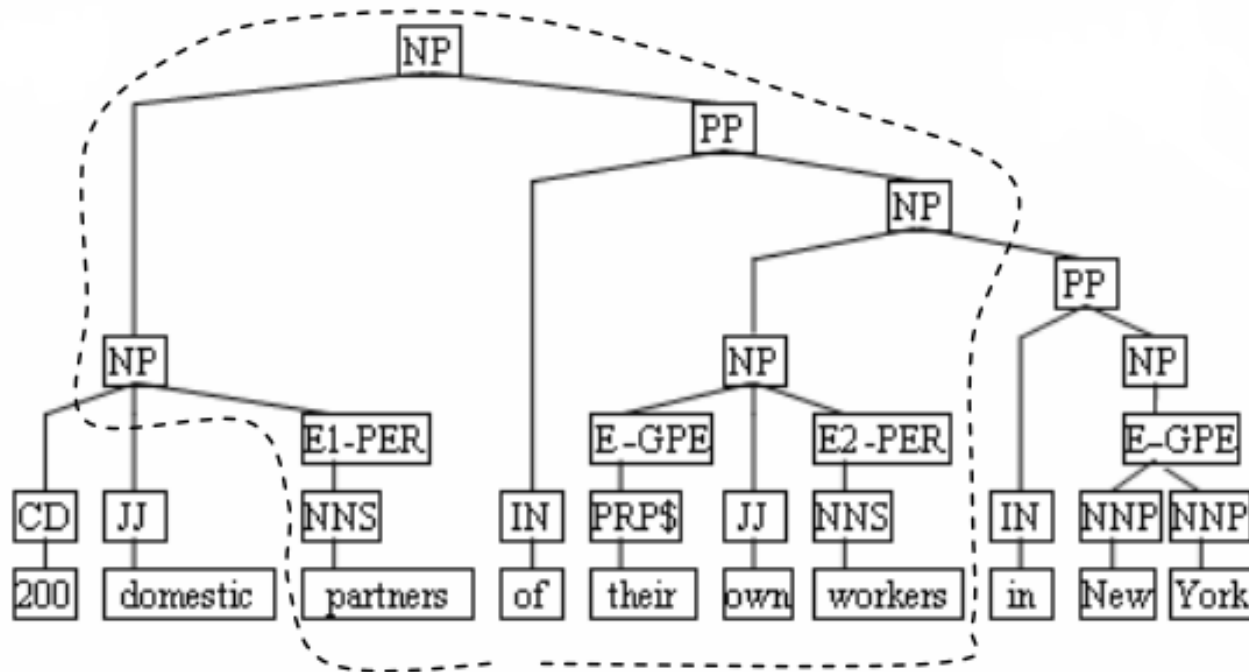 NP
PP
NP
PP
NP NP NP
E1-PER E-GPE E2-PER E-GPE
CD JJ NNS IN PRP$ JJ NNS IN NNP NNP
200 domestic partners of their own workers in New York